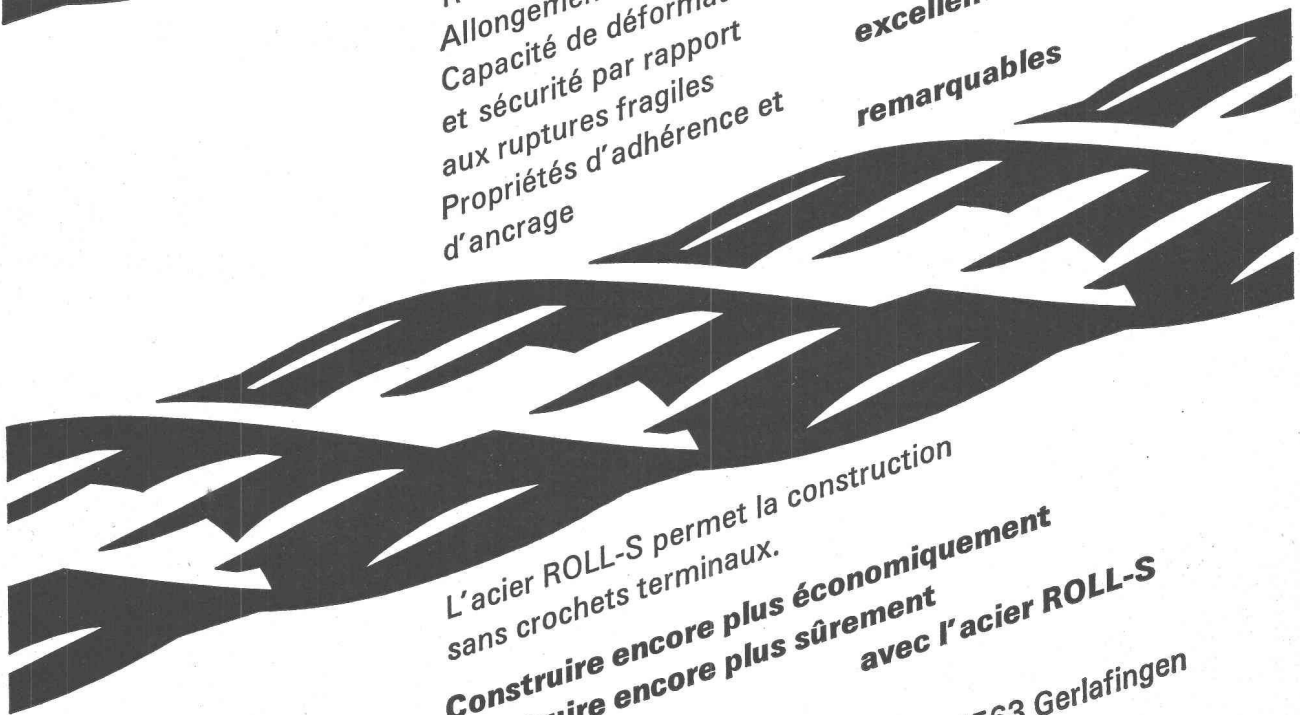 Allongement
Capacité de
et sécurité par rapport
aux ruptures fragiles
Propriétés d'adhérence et
d'ancrage
remarquables
L'acier ROLL-S permet la construction
sans crochets terminaux.
Construire encore plus économiquement
encore plus sûrement
avec l'acier ROLL-S
Gerlafingen